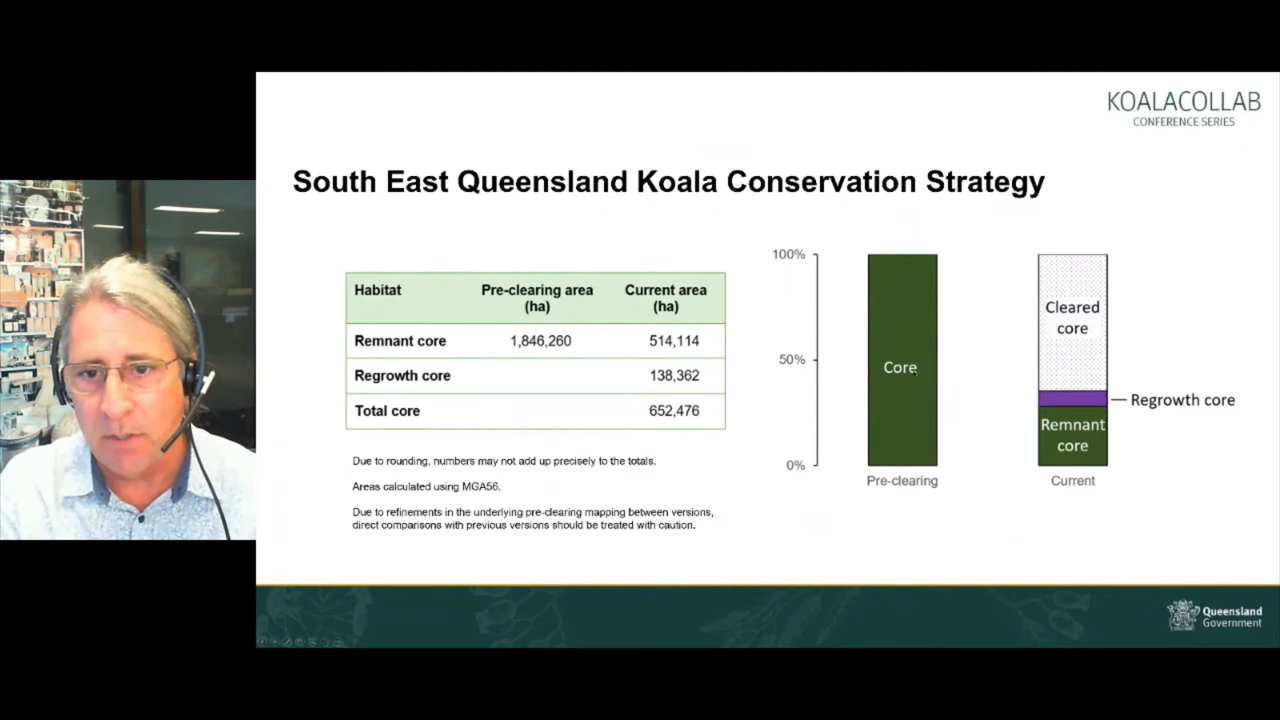 KOALACOLLAB
CONFERENCE SERIES
South East Queensland Koala Conservation Strategy
Habitat Pre-clearing area (ha) Current area (ha)
Remnant core 1,846,260 514,114
Regrowth core 138,362
Total core 652,476
Due to rounding, numbers may not add up precisely to the totals.
Areas calculated using MGA56.
Due to refinements in the underlying pre-clearing mapping between versions,
direct comparisons with previous versions should be treated with caution.
100%
50%
0%
Core
Pre-clearing
Cleared
core
Regrowth core
Remnant
core
Current
Queensland
Government